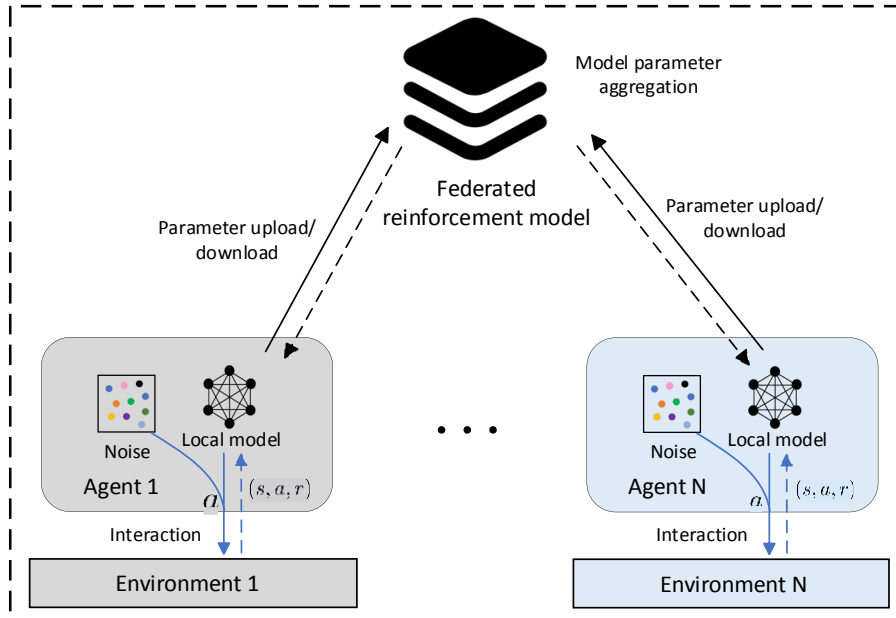 Model parameter
aggregation
Federated
reinforcement model
Parameter upload/
download
Parameter upload/
download
Noise
Local model
Agent 1
a
(s, a, r)
Interaction
Environment 1
. . .
Noise
Local model
Agent N
a
(s, a, r)
Interaction
Environment N